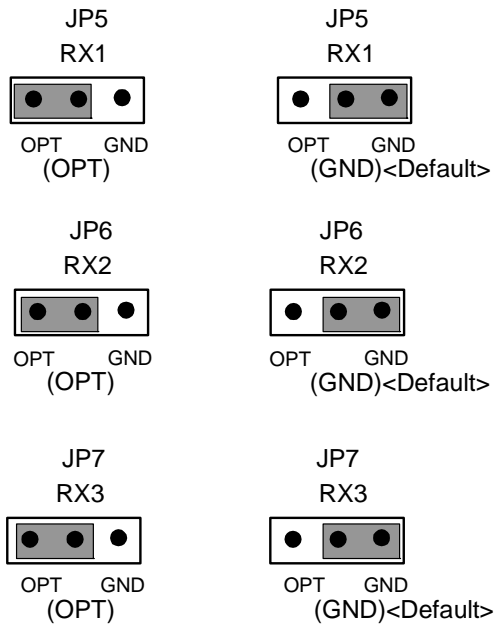 JP5 JP5
RX1 RX1
OPT GND OPT GND
(OPT) (GND)<Default>
JP6 JP6
RX2 RX2
OPT GND OPT GND
(OPT) (GND)<Default>
JP7 JP7
RX3 RX3
OPT GND OPT GND
(OPT) (GND)<Default>